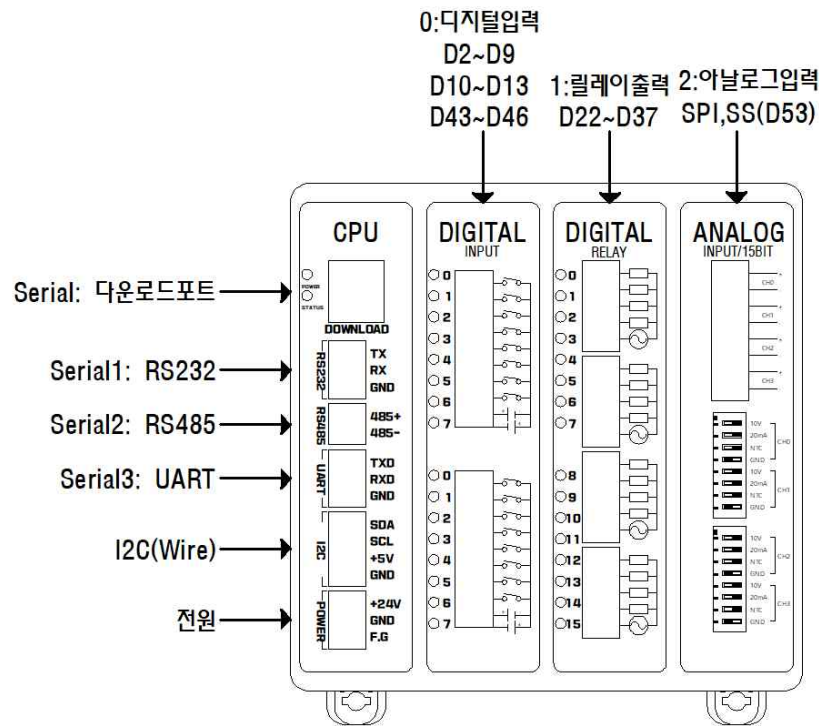 0:디지털입력
D2~D9
D10~D13
D43~D46
1:릴레이출력
D22~D37
2:아날로그입력
SPI,SS(D53)
Serial: 다운로드포트
Serial1: RS232
Serial2: RS485
Serial3: UART
I2C(Wire)
전원
CPU
POWER
STATUS
DOWNLOAD
RS232
TX
RX
GND
RS485
485+
485-
UART
TXD
RXD
GND
I2C
SDA
SCL
+5V
GND
POWER
+24V
GND
F.G
DIGITAL
INPUT
0
1
2
3
4
5
6
7
0
1
2
3
4
5
6
7
DIGITAL
RELAY
0
1
2
3
4
5
6
7
8
9
10
11
12
13
14
15
ANALOG
INPUT/15BIT
+
CH0
+
CH1
+
CH2
+
CH3
10V
20mA
NTC
GND
CH0
10V
20mA
NTC
GND
CH1
10V
20mA
NTC
GND
CH2
10V
20mA
NTC
GND
CH3